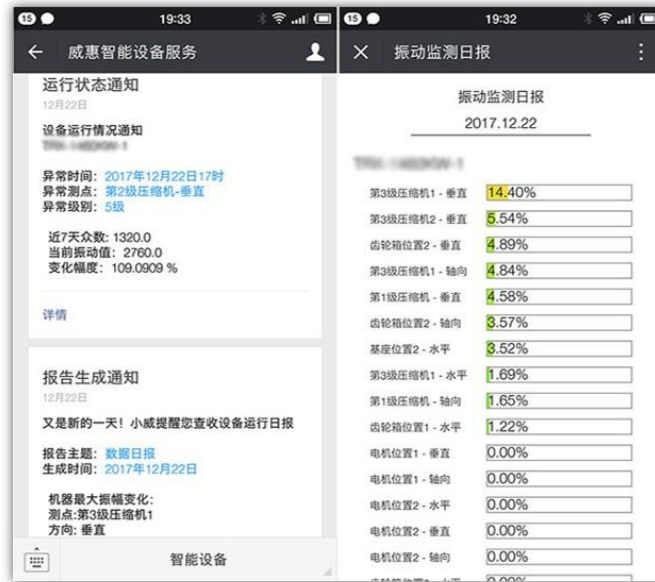 15
19:33
威惠智能设备服务
运行状态通知
12月22日
设备运行情况通知
异常时间：2017年12月22日17时
异常测点：第2级压缩机-垂直
异常级别：5级
近7天众数: 1320.0
当前振动值：2760.0
变化幅度：109.0909 %
详情
报告生成通知
12月22日
又是新的一天！小威提醒您查收设备运行日报
报告主题：数据日报
生成时间：2017年12月22日
机器最大振幅变化:
测点:第3级压缩机1
方向: 垂直
智能设备
15
19:32
振动监测日报
振动监测日报
2017.12.22
第3级压缩机1 - 垂直 14.40%
第3级压缩机2 - 垂直 5.54%
齿轮箱位置2 - 垂直 4.89%
第3级压缩机1 - 轴向 4.84%
第1级压缩机 - 垂直 4.58%
齿轮箱位置2 - 轴向 3.57%
基座位置2 - 水平 3.52%
第3级压缩机1 - 水平 1.69%
第1级压缩机 - 轴向 1.65%
齿轮箱位置1 - 水平 1.22%
电机位置1 - 垂直 0.00%
电机位置1 - 轴向 0.00%
电机位置2 - 水平 0.00%
电机位置2 - 垂直 0.00%
电机位置2 - 轴向 0.00%